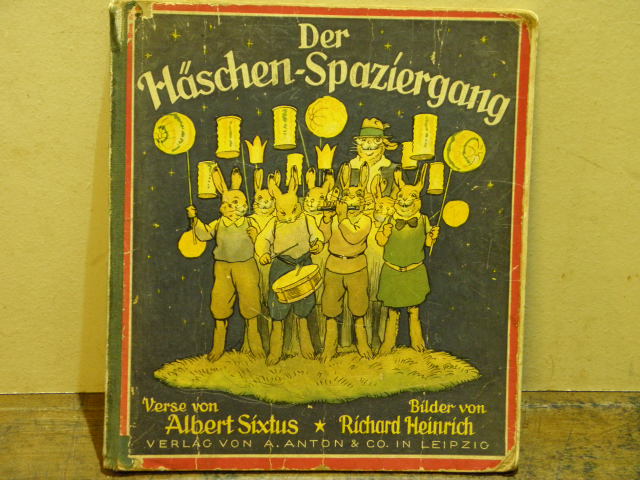 Der
Häschen-Spaziergang
Verse von
Albert Sixtus ★ Richard Heinrich
Bilder von
VERLAG VON A. ANTON & CO. IN LEIPZIG